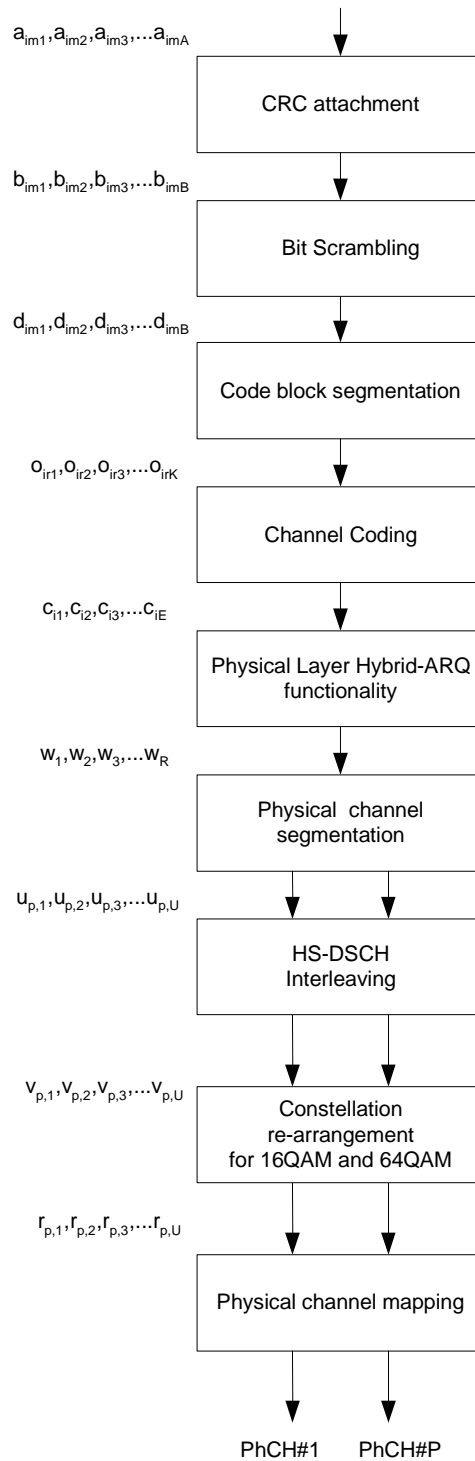 a_im1,a_im2,a_im3,...a_imA
CRC attachment
b_im1,b_im2,b_im3,...b_imB
Bit Scrambling
d_im1,d_im2,d_im3,...d_imB
Code block segmentation
o_ir1,o_ir2,o_ir3,...o_irK
Channel Coding
c_i1,c_i2,c_i3,...c_iE
Physical Layer Hybrid-ARQ
functionality
w_1,w_2,w_3,...w_R
Physical channel
segmentation
u_p,1,u_p,2,u_p,3,...u_p,U
HS-DSCH
Interleaving
v_p,1,v_p,2,v_p,3,...v_p,U
Constellation
re-arrangement
for 16QAM and 64QAM
r_p,1,r_p,2,r_p,3,...r_p,U
Physical channel mapping
PhCH#1 PhCH#P